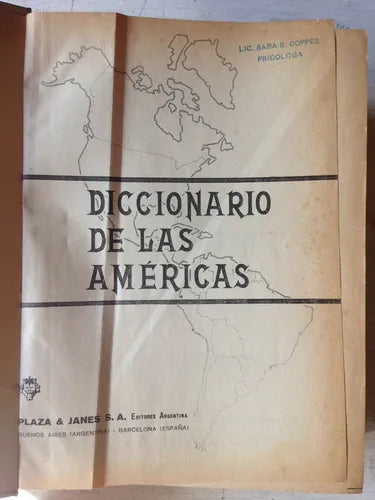 LIC. SARA S. COPPES
PSICOLOGA
DICCIONARIO
DE LAS
AMÉRICAS
PLAZA & JANES S. A. EDITORES ARGENTINA
BUENOS AIRES (ARGENTINA) - BARCELONA (ESPAÑA)